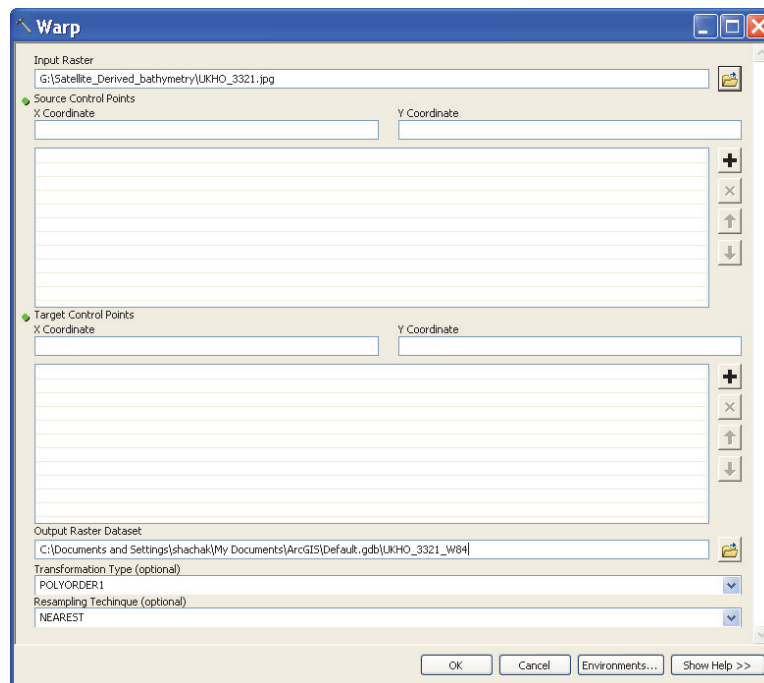 Warp
Input Raster
G:\Satellite_Derived_bathymetry\UKHO_3321.jpg
Source Control Points
X Coordinate Y Coordinate
Target Control Points
X Coordinate Y Coordinate
Output Raster Dataset
C:\Documents and Settings\shachak\My Documents\ArcGIS\Default.gdb\UKHO_3321_W84
Transformation Type (optional)
POLYORDER1
Resampling Techinque (optional)
NEAREST
OK Cancel Environments... Show Help >>